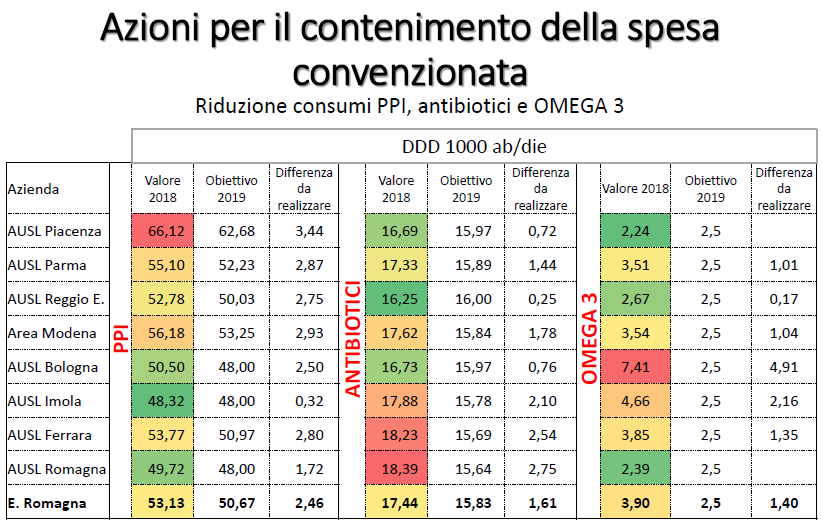 Azioni per il contenimento della spesa
convenzionata
Riduzione consumi PPI, antibiotici e OMEGA 3
DDD 1000 ab/die
Azienda PPI Valore 2018 Obiettivo 2019 Differenza da realizzare ANTIBIOTICI Valore 2018 Obiettivo 2019 Differenza da realizzare OMEGA 3 Valore 2018 Obiettivo 2019 Differenza da realizzare
AUSL Piacenza 66,12 62,68 3,44 16,69 15,97 0,72 2,24 2,5
AUSL Parma 55,10 52,23 2,87 17,33 15,89 1,44 3,51 2,5 1,01
AUSL Reggio E. 52,78 50,03 2,75 16,25 16,00 0,25 2,67 2,5 0,17
Area Modena 56,18 53,25 2,93 17,62 15,84 1,78 3,54 2,5 1,04
AUSL Bologna 50,50 48,00 2,50 16,73 15,97 0,76 7,41 2,5 4,91
AUSL Imola 48,32 48,00 0,32 17,88 15,78 2,10 4,66 2,5 2,16
AUSL Ferrara 53,77 50,97 2,80 18,23 15,69 2,54 3,85 2,5 1,35
AUSL Romagna 49,72 48,00 1,72 18,39 15,64 2,75 2,39 2,5
E. Romagna 53,13 50,67 2,46 17,44 15,83 1,61 3,90 2,5 1,40